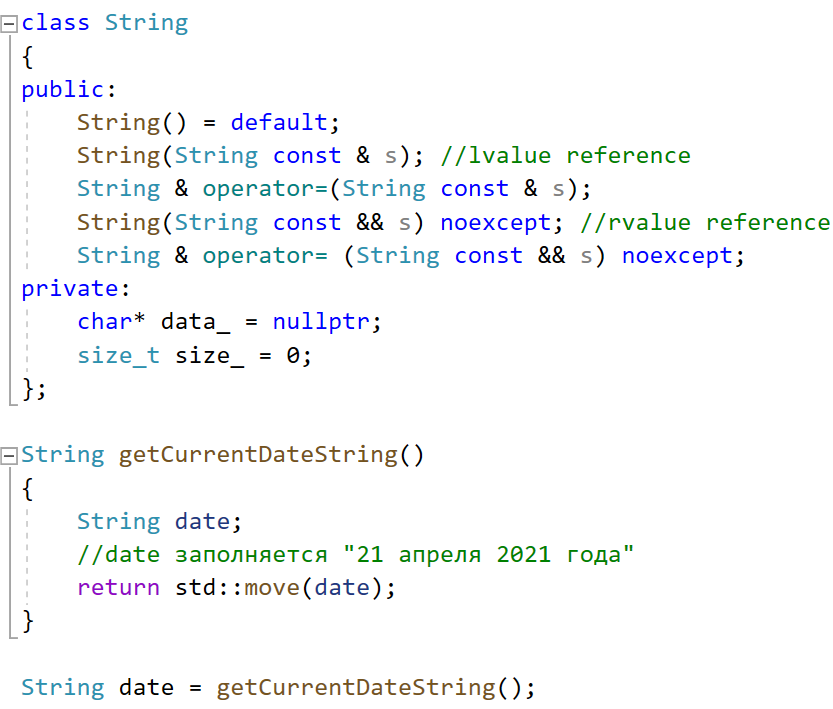 class String
{
public:
    String() = default;
    String(String const & s); //lvalue reference
    String & operator=(String const & s);
    String(String const && s) noexcept; //rvalue reference
    String & operator= (String const && s) noexcept;
private:
    char* data_ = nullptr;
    size_t size_ = 0;
};
String getCurrentDateString()
{
    String date;
    //date заполняется "21 апреля 2021 года"
    return std::move(date);
}
String date = getCurrentDateString();